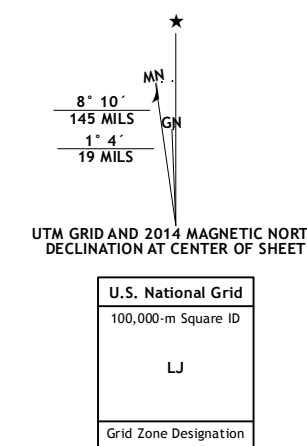 ★
MN
8° 10´
145 MILS
GN
1° 4´
19 MILS
UTM GRID AND 2014 MAGNETIC NORT
DECLINATION AT CENTER OF SHEET
U.S. National Grid
100,000-m Square ID
LJ
Grid Zone Designation